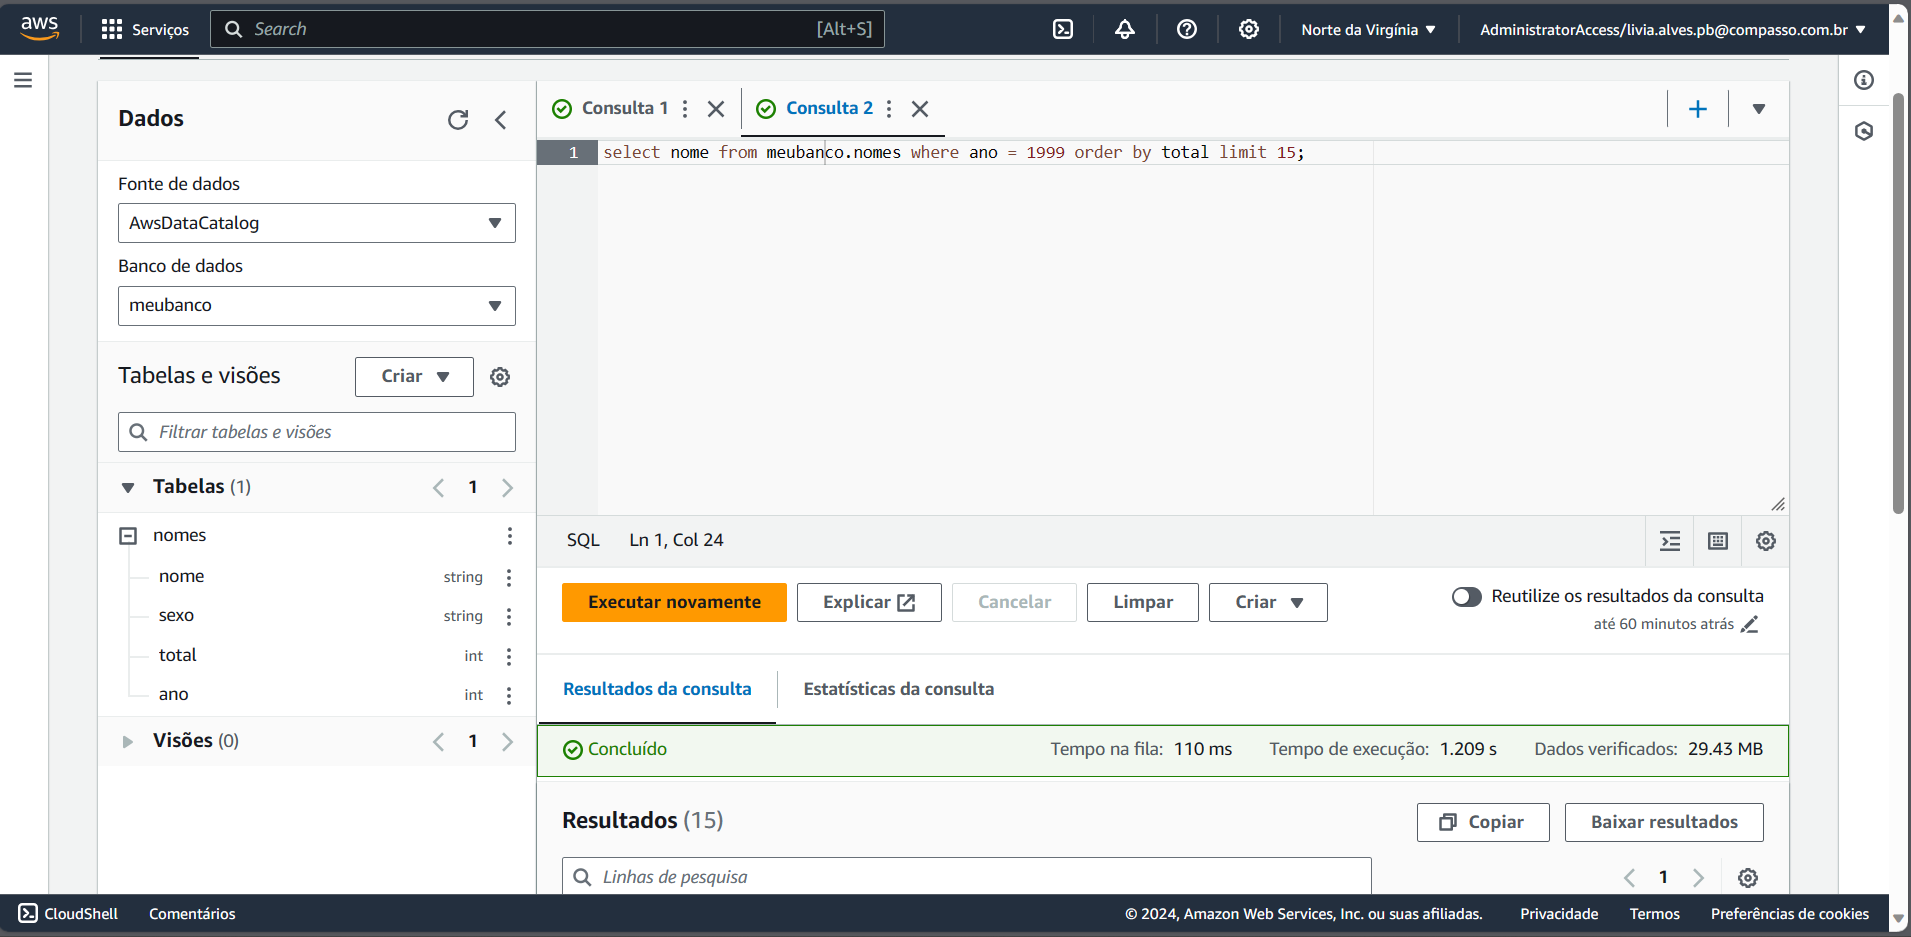 aws Serviços Search [Alt+S] Norte da Virgínia AdministratorAccess/livia.alves.pb@compasso.com.br
Dados
Fonte de dados
AwsDataCatalog
Banco de dados
meubanco
Tabelas e visões Criar
Filtrar tabelas e visões
Tabelas (1) 1
nomes
nome string
sexo string
total int
ano int
Visões (0) 1
Consulta 1 Consulta 2
1 select nome from meubanco.nomes where ano = 1999 order by total limit 15;
SQL Ln 1, Col 24
Executar novamente Explicar Cancelar Limpar Criar Reutilize os resultados da consulta
até 60 minutos atrás
Resultados da consulta Estatísticas da consulta
Concluído Tempo na fila: 110 ms Tempo de execução: 1.209 s Dados verificados: 29.43 MB
Resultados (15) Copiar Baixar resultados
Linhas de pesquisa 1
CloudShell Comentários © 2024, Amazon Web Services, Inc. ou suas afiliadas. Privacidade Termos Preferências de cookies